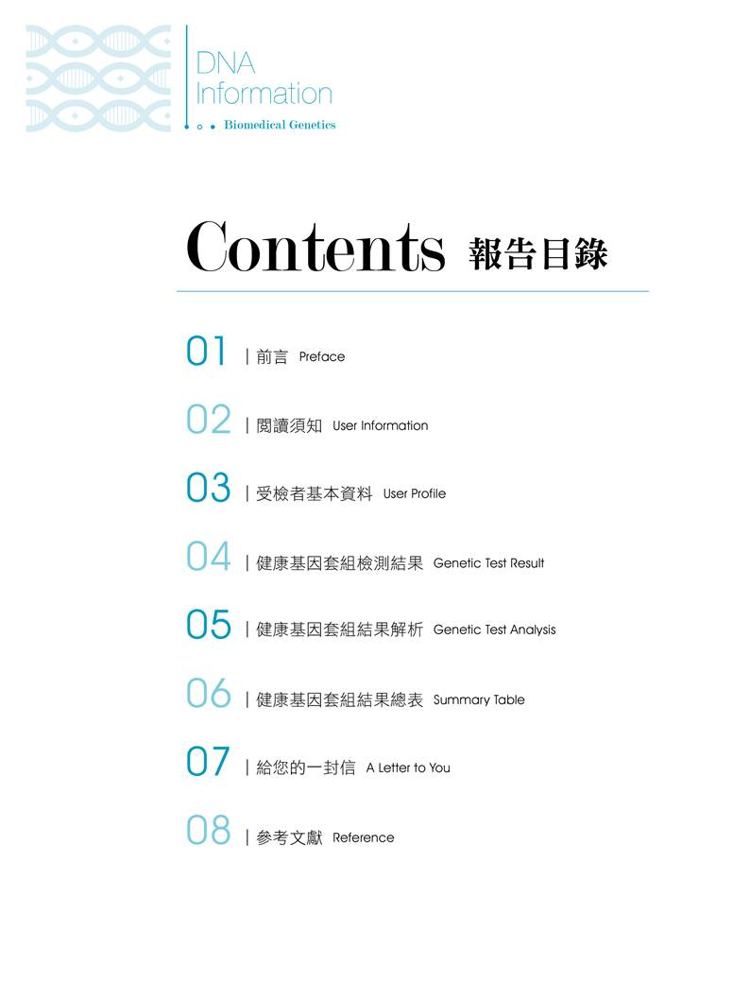 DNA
Information
Biomedical Genetics
Contents 報告目錄
01 | 前言 Preface
02 | 閱讀須知 User Information
03 | 受檢者基本資料 User Profile
04 | 健康基因套組檢測結果 Genetic Test Result
05 | 健康基因套組結果解析 Genetic Test Analysis
06 | 健康基因套組結果總表 Summary Table
07 | 給您的一封信 A Letter to You
08 | 參考文獻 Reference